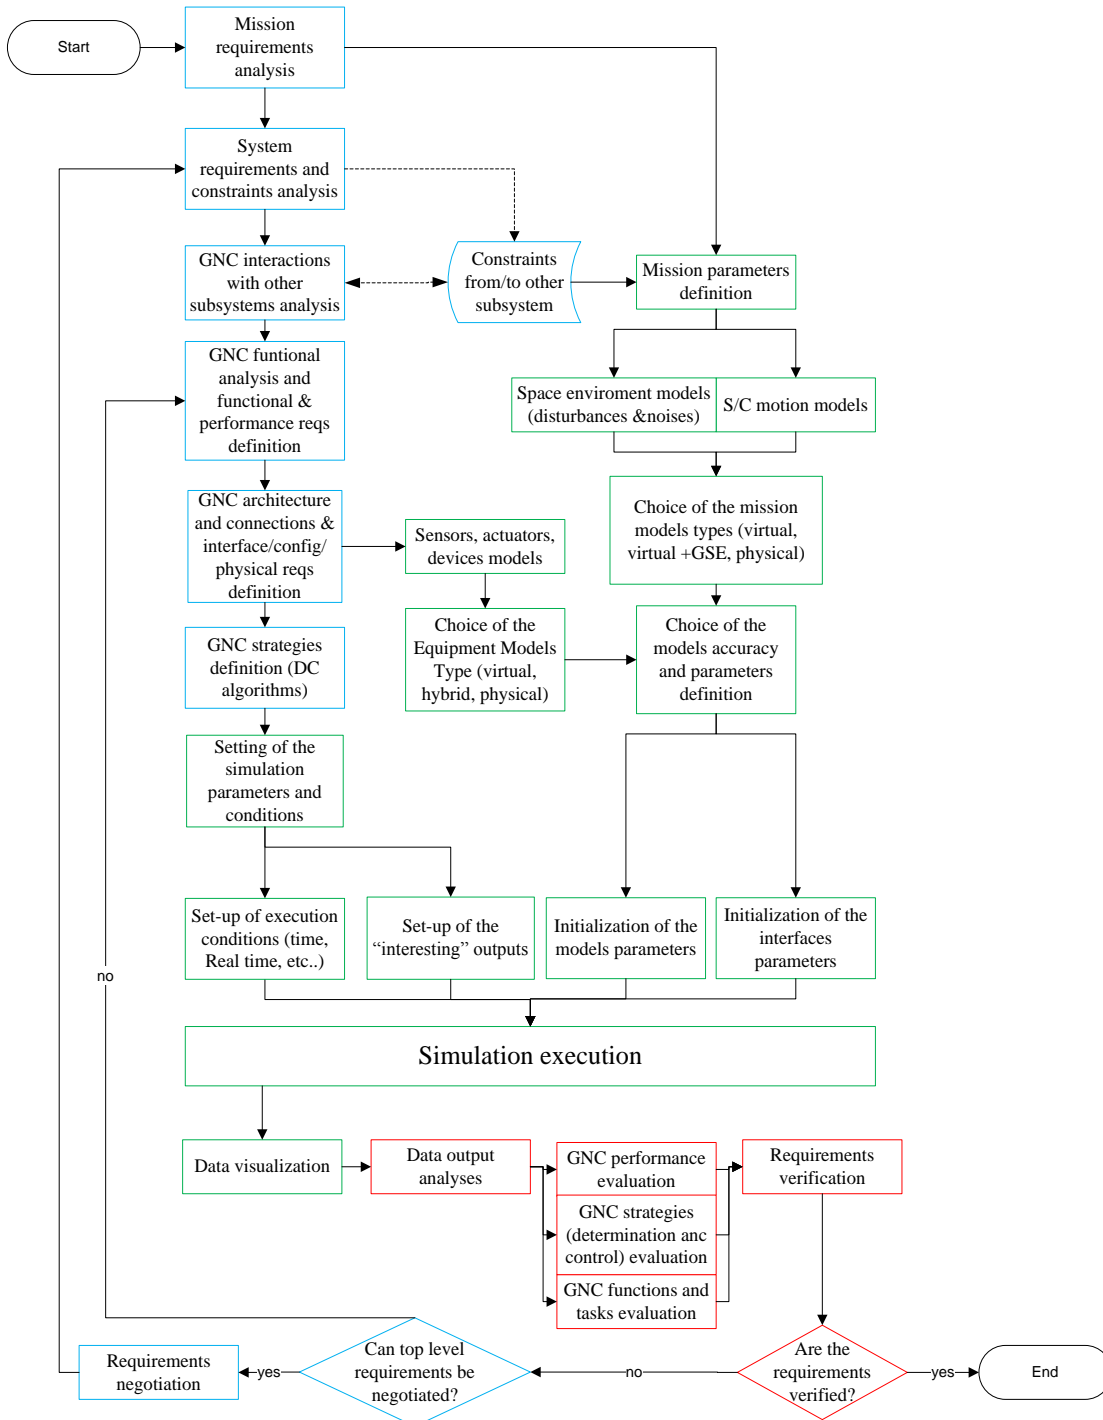 Start
Mission
requirements
analysis
System
requirements and
constraints analysis
GNC interactions
with other
subsystems analysis
Constraints
from/to other
subsystem
Mission parameters
definition
GNC funtional
analysis and
functional &
performance reqs
definition
Space enviroment models
(disturbances &noises)
S/C motion models
GNC architecture
and connections &
interface/config/
physical reqs
definition
Sensors, actuators,
devices models
Choice of the mission
models types (virtual,
virtual +GSE, physical)
GNC strategies
definition (DC
algorithms)
Choice of the
Equipment Models
Type (virtual,
hybrid, physical)
Choice of the
models accuracy
and parameters
definition
Setting of the
simulation
parameters and
conditions
Set-up of execution
conditions (time,
Real time, etc..)
Set-up of the
“interesting” outputs
Initialization of the
models parameters
Initialization of the
interfaces
parameters
no
Simulation execution
Data visualization
Data output
analyses
GNC performance
evaluation
GNC strategies
(determination anc
control) evaluation
GNC functions and
tasks evaluation
Requirements
verification
Requirements
negotiation
yes
Can top level
requirements be
negotiated?
no
Are the
requirements
verified?
yes
End